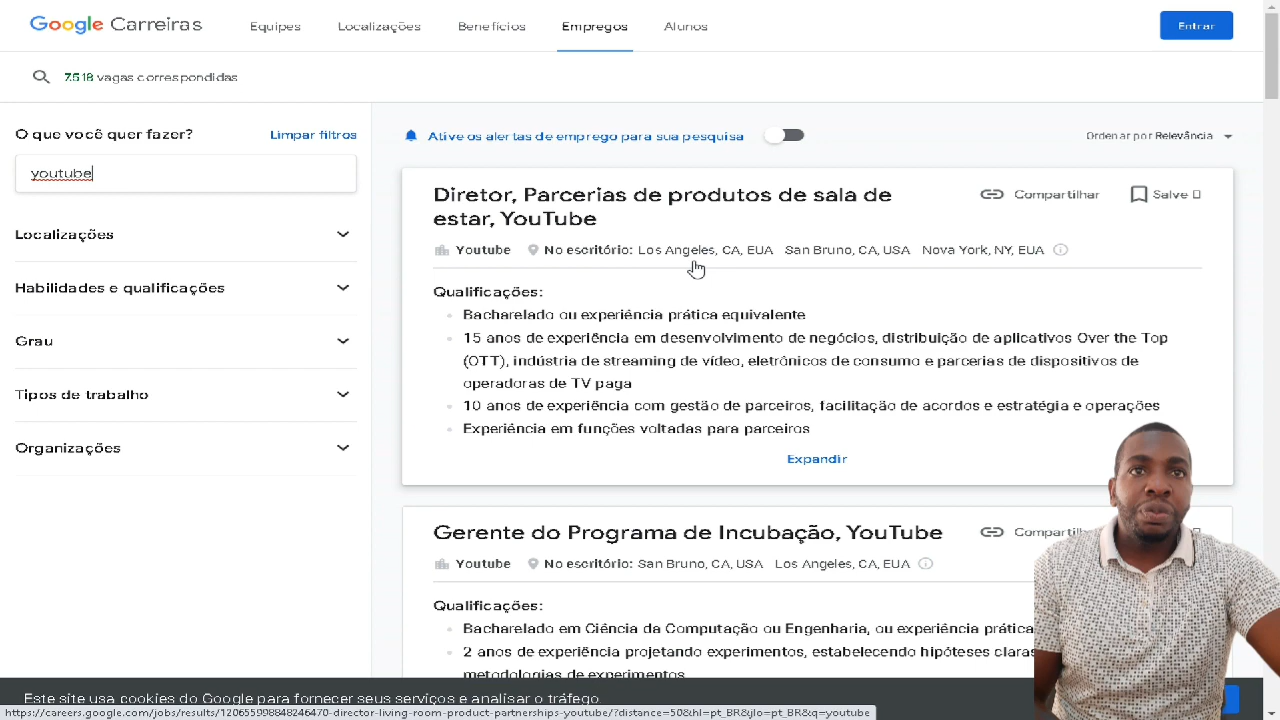 Google Carreiras
Equipes
Localizações
Benefícios
Empregos
Alunos
Entrar
7.518 vagas correspondidas
O que você quer fazer?
Limpar filtros
youtube
Localizações
Habilidades e qualificações
Grau
Tipos de trabalho
Organizações
Ative os alertas de emprego para sua pesquisa
Ordenar por Relevância
Diretor, Parcerias de produtos de sala de
estar, YouTube
Compartilhar
Salve
Youtube No escritório: Los Angeles, CA, EUA San Bruno, CA, USA Nova York, NY, EUA
Qualificações:
Bacharelado ou experiência prática equivalente
15 anos de experiência em desenvolvimento de negócios, distribuição de aplicativos Over the Top
(OTT), indústria de streaming de vídeo, eletrônicos de consumo e parcerias de dispositivos de
operadoras de TV paga
10 anos de experiência com gestão de parceiros, facilitação de acordos e estratégia e operações
Experiência em funções voltadas para parceiros
Expandir
Gerente do Programa de Incubação, YouTube
Compartilh
Youtube No escritório: San Bruno, CA, USA Los Angeles, CA, EUA
Qualificações:
Bacharelado em Ciência da Computação ou Engenharia, ou experiência prática
2 anos de experiência projetando experimentos, estabelecendo hipóteses claras
metodologias de experimentos
Este site usa cookies do Google para fornecer seus serviços e analisar o tráfego
https://careers.google.com/jobs/results/120655998848246470-director-living-room-product-partnerships-youtube/?distance=50&hl=pt_BR&jlo=pt_BR&q=youtube